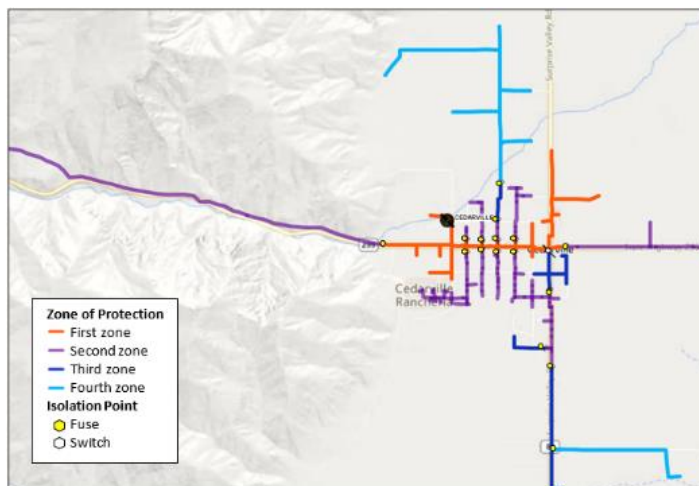 Surprise Valley Rd
CEDARVILLE
299
Cedarville
Rancheria
Zone of Protection
First zone
Second zone
Third zone
Fourth zone
Isolation Point
Fuse
Switch